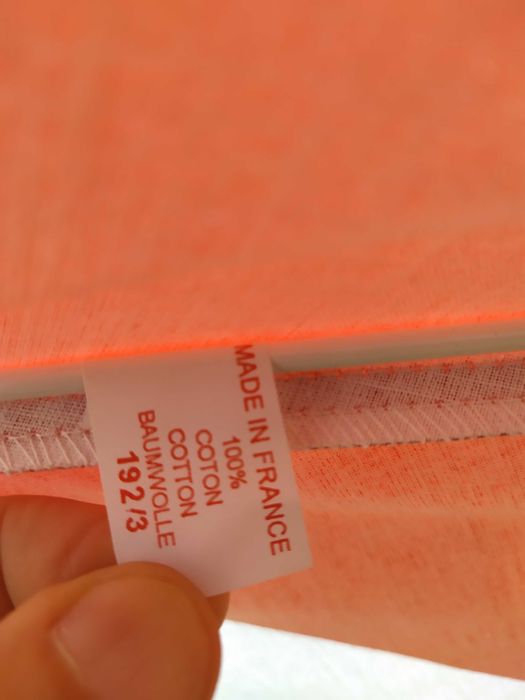 MADE IN FRANCE
100%
COTON
COTTON
BAUMWOLLE
192/3